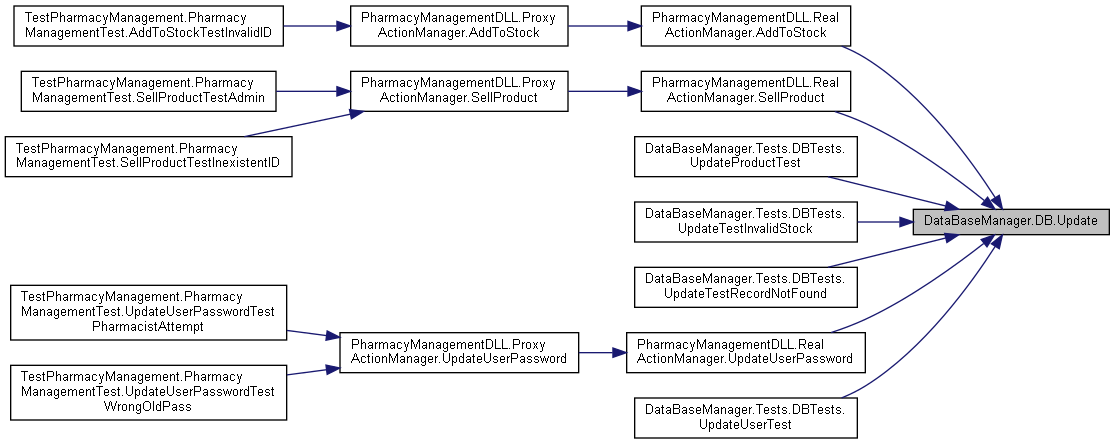 TestPharmacyManagement.Pharmacy
ManagementTest.AddToStockTestInvalidID
PharmacyManagementDLL.Proxy
ActionManager.AddToStock
PharmacyManagementDLL.Real
ActionManager.AddToStock
TestPharmacyManagement.Pharmacy
ManagementTest.SellProductTestAdmin
PharmacyManagementDLL.Proxy
ActionManager.SellProduct
PharmacyManagementDLL.Real
ActionManager.SellProduct
TestPharmacyManagement.Pharmacy
ManagementTest.SellProductTestInexistentID
DataBaseManager.Tests.DBTests.
UpdateProductTest
DataBaseManager.Tests.DBTests.
UpdateTestInvalidStock
DataBaseManager.DB.Update
DataBaseManager.Tests.DBTests.
UpdateTestRecordNotFound
TestPharmacyManagement.Pharmacy
ManagementTest.UpdateUserPasswordTest
PharmacistAttempt
PharmacyManagementDLL.Proxy
ActionManager.UpdateUserPassword
PharmacyManagementDLL.Real
ActionManager.UpdateUserPassword
TestPharmacyManagement.Pharmacy
ManagementTest.UpdateUserPasswordTest
WrongOldPass
DataBaseManager.Tests.DBTests.
UpdateUserTest